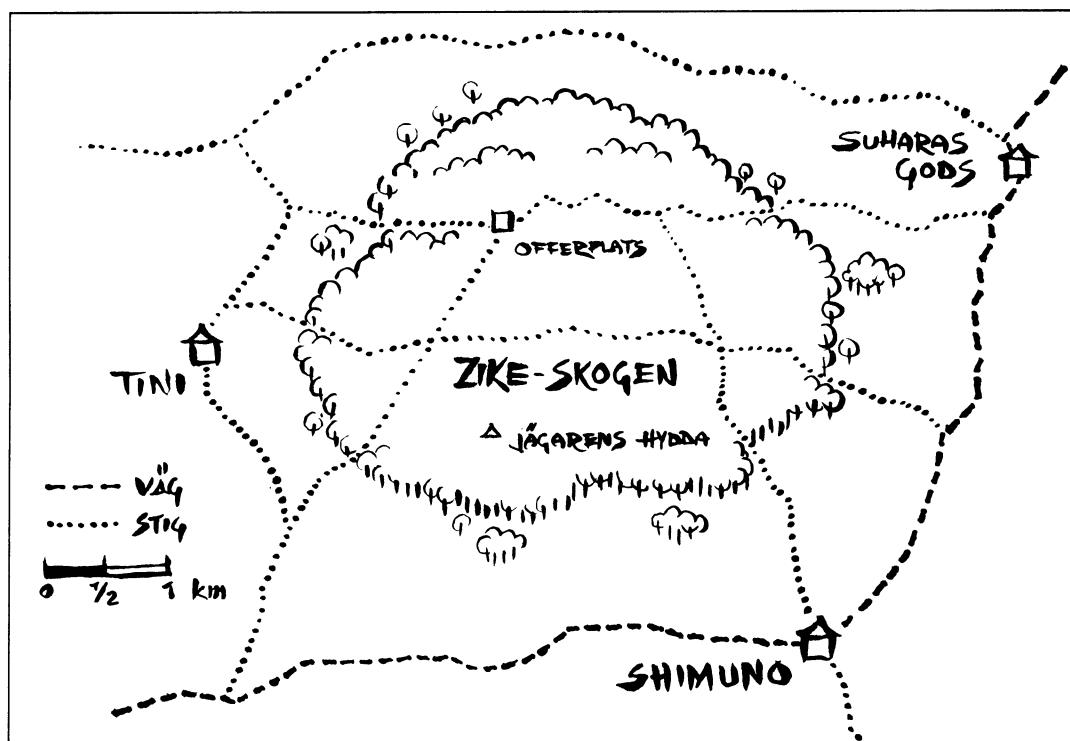 SUHARAS
GODS
OFFERPLATS
ZIKE-SKOGEN
TINI
JÄGARENS HYDDA
VÄG
STIG
0 1/2 1 km
SHIMUNO